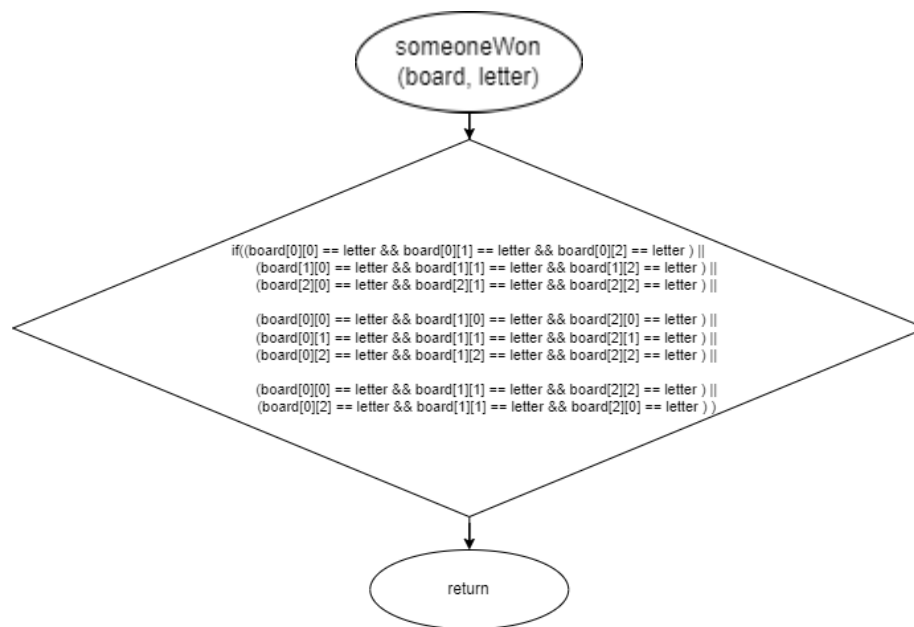 someoneWon
(board, letter)
if((board[0][0] == letter && board[0][1] == letter && board[0][2] == letter ) ||
(board[1][0] == letter && board[1][1] == letter && board[1][2] == letter ) ||
(board[2][0] == letter && board[2][1] == letter && board[2][2] == letter ) ||
(board[0][0] == letter && board[1][0] == letter && board[2][0] == letter ) ||
(board[0][1] == letter && board[1][1] == letter && board[2][1] == letter ) ||
(board[0][2] == letter && board[1][2] == letter && board[2][2] == letter ) ||
(board[0][0] == letter && board[1][1] == letter && board[2][2] == letter ) ||
(board[0][2] == letter && board[1][1] == letter && board[2][0] == letter ) )
return